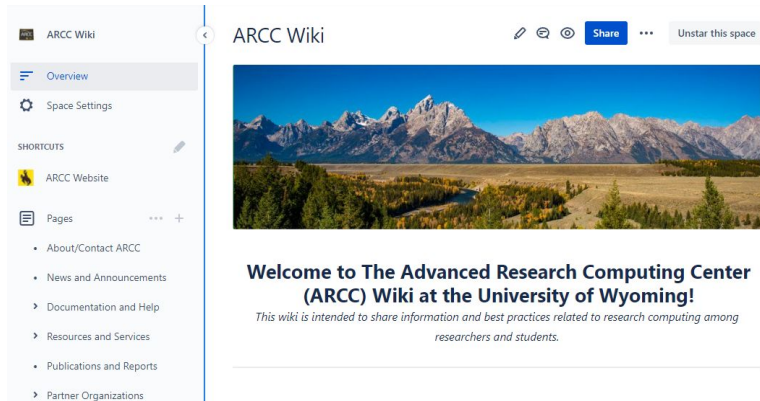 ARCC Wiki
Overview
Space Settings
SHORTCUTS
ARCC Website
Pages
About/Contact ARCC
News and Announcements
Documentation and Help
Resources and Services
Publications and Reports
Partner Organizations
ARCC Wiki
Share
Unstar this space
Welcome to The Advanced Research Computing Center
(ARCC) Wiki at the University of Wyoming!
This wiki is intended to share information and best practices related to research computing among
researchers and students.